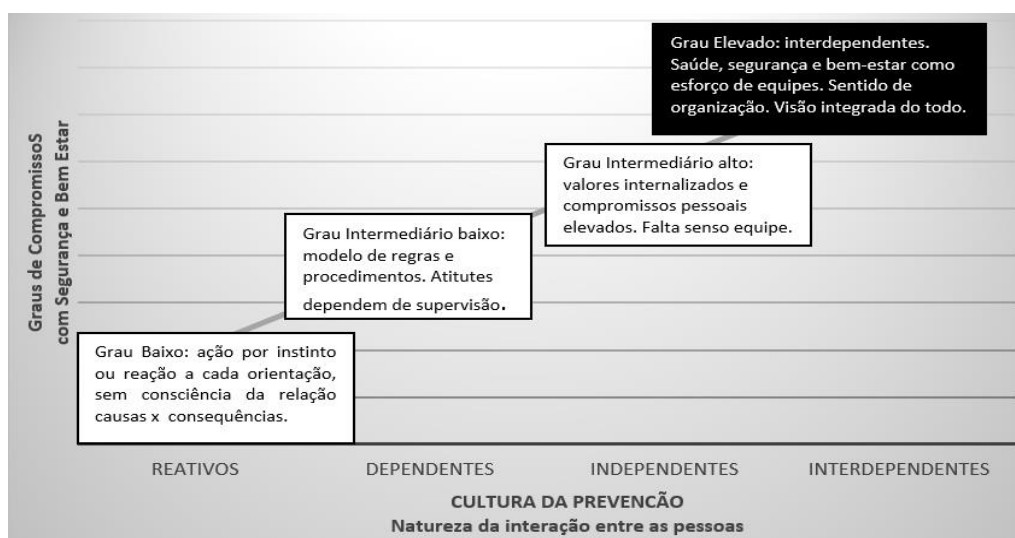 Grau Elevado: interdependentes.
Saúde, segurança e bem-estar como
esforço de equipes. Sentido de
organização. Visão integrada do todo.
Grau Intermediário alto:
valores internalizados e
compromissos pessoais
elevados. Falta senso equipe.
Grau Intermediário baixo:
modelo de regras e
procedimentos. Atitutes
dependem de supervisão.
Grau Baixo: ação por instinto
ou reação a cada orientação,
sem consciência da relação
causas x consequências.
Graus de CompromissoS
com Segurança e Bem Estar
REATIVOS DEPENDENTES INDEPENDENTES INTERDEPENDENTES
CULTURA DA PREVENCÃO
Natureza da interação entre as pessoas